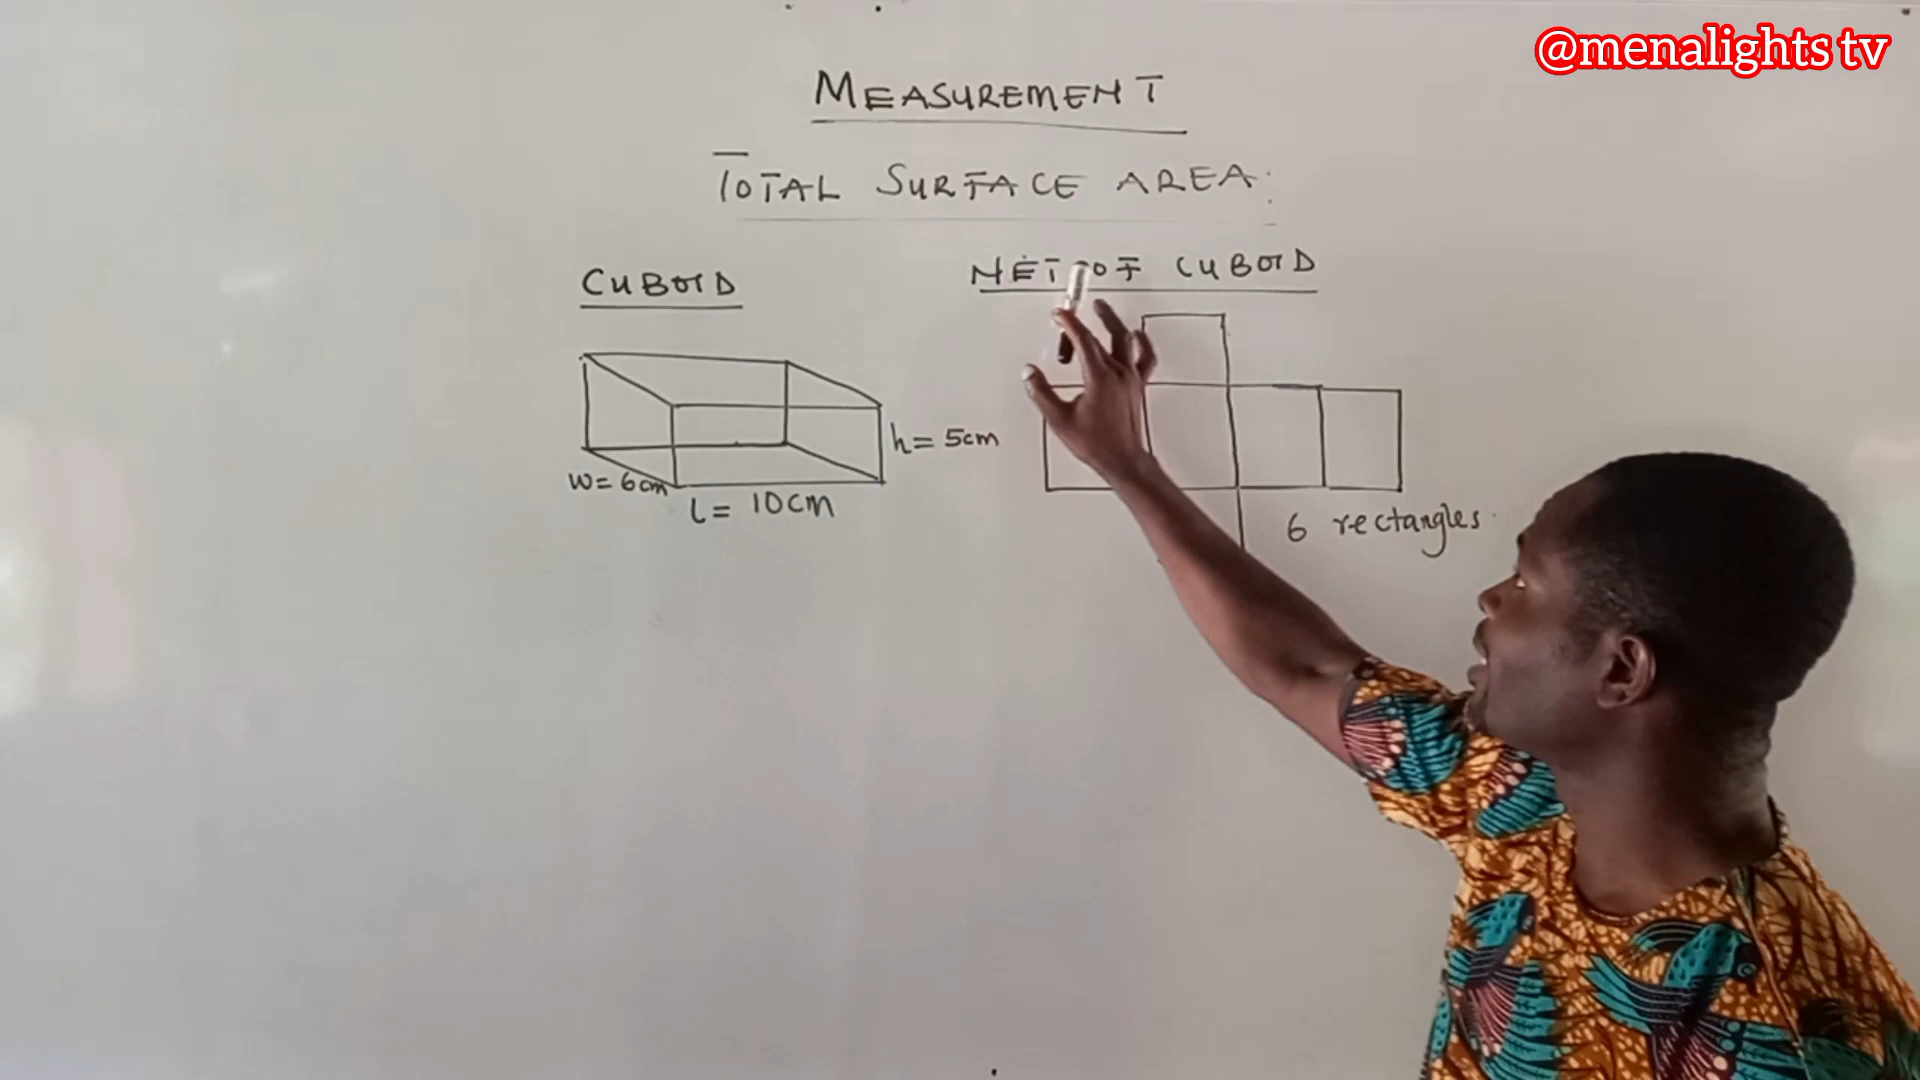 @menalights tv
MEASUREMENT
TOTAL SURFACE AREA.
CUBOID
NET OF CUBOID
h = 5cm
w = 6cm
l = 10cm
6 rectangles.